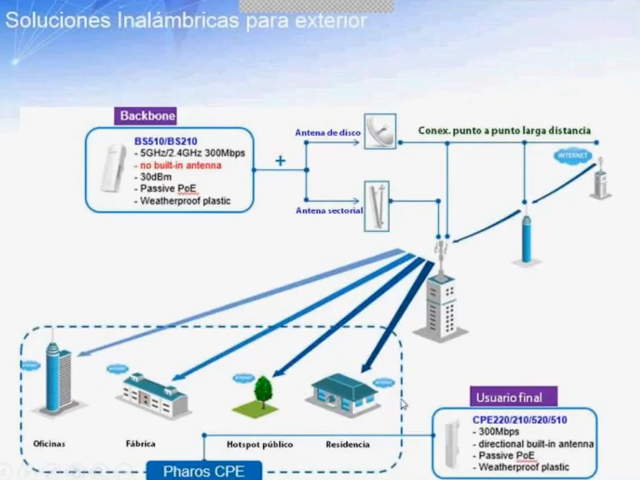 Soluciones Inalámbricas para exterior
Backbone
BS510/BS210
- 5GHz/2.4GHz 300Mbps
- no built-in antenna
- 30dBm
- Passive PoE
- Weatherproof plastic
+
Antena de disco
Antena sectorial
Conex. punto a punto larga distancia
INTERNET
Oficinas
Fábrica
Hotspot público
Residencia
Pharos CPE
Usuario final
CPE220/210/520/510
- 300Mbps
- directional built-in antenna
- Passive PoE
- Weatherproof plastic